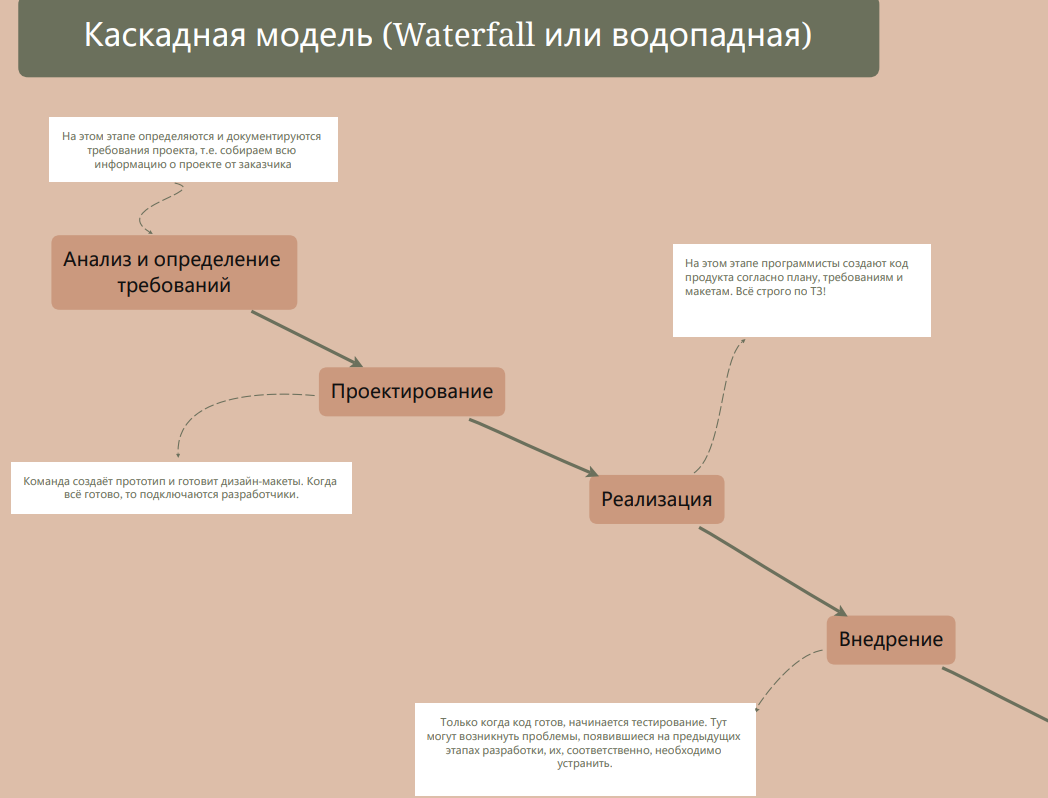 Каскадная модель (Waterfall или водопадная)
На этом этапе определяются и документируются
требования проекта, т.е. собираем всю
информацию о проекте от заказчика
Анализ и определение
требований
На этом этапе программисты создают код
продукта согласно плану, требованиям и
макетам. Всё строго по ТЗ!
Проектирование
Команда создаёт прототип и готовит дизайн-макеты. Когда
всё готово, то подключаются разработчики.
Реализация
Внедрение
Только когда код готов, начинается тестирование. Тут
могут возникнуть проблемы, появившиеся на предыдущих
этапах разработки, их, соответственно, необходимо
устранить.